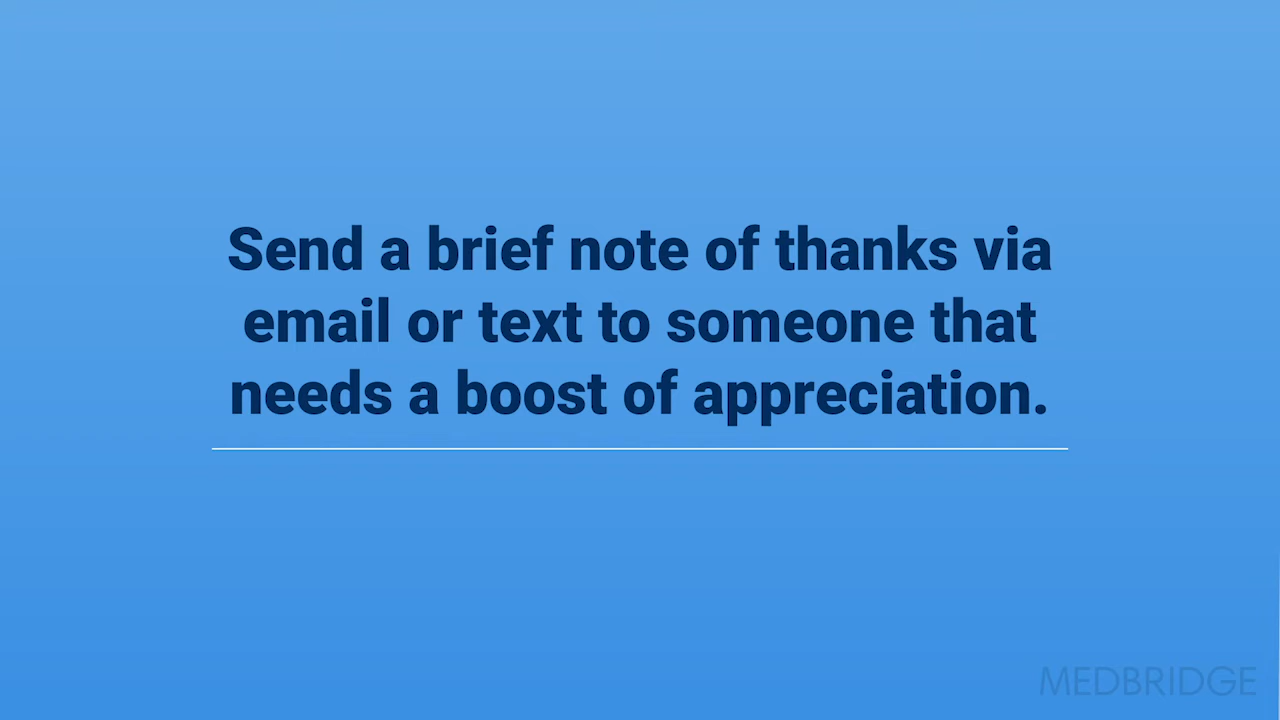 Send a brief note of thanks via
email or text to someone that
needs a boost of appreciation.
MEDBRIDGE